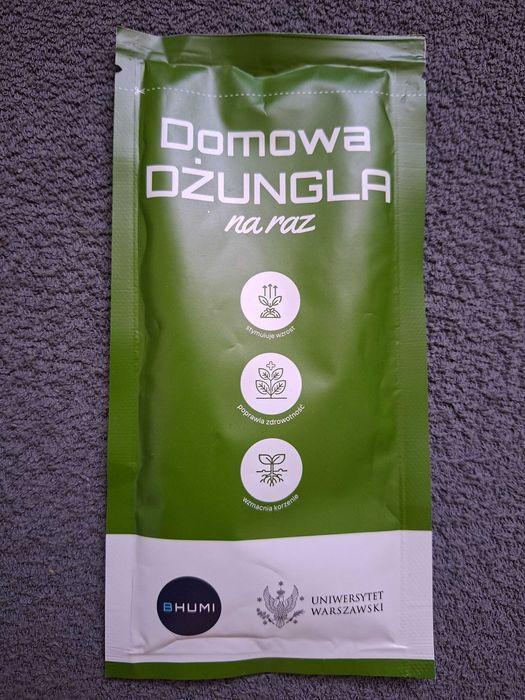 Domowa
DŻUNGLA
na raz
stymuluje wzrost
poprawia zdrowotność
wzmacnia korzenie
BHUMI
UNIWERSYTET
WARSZAWSKI